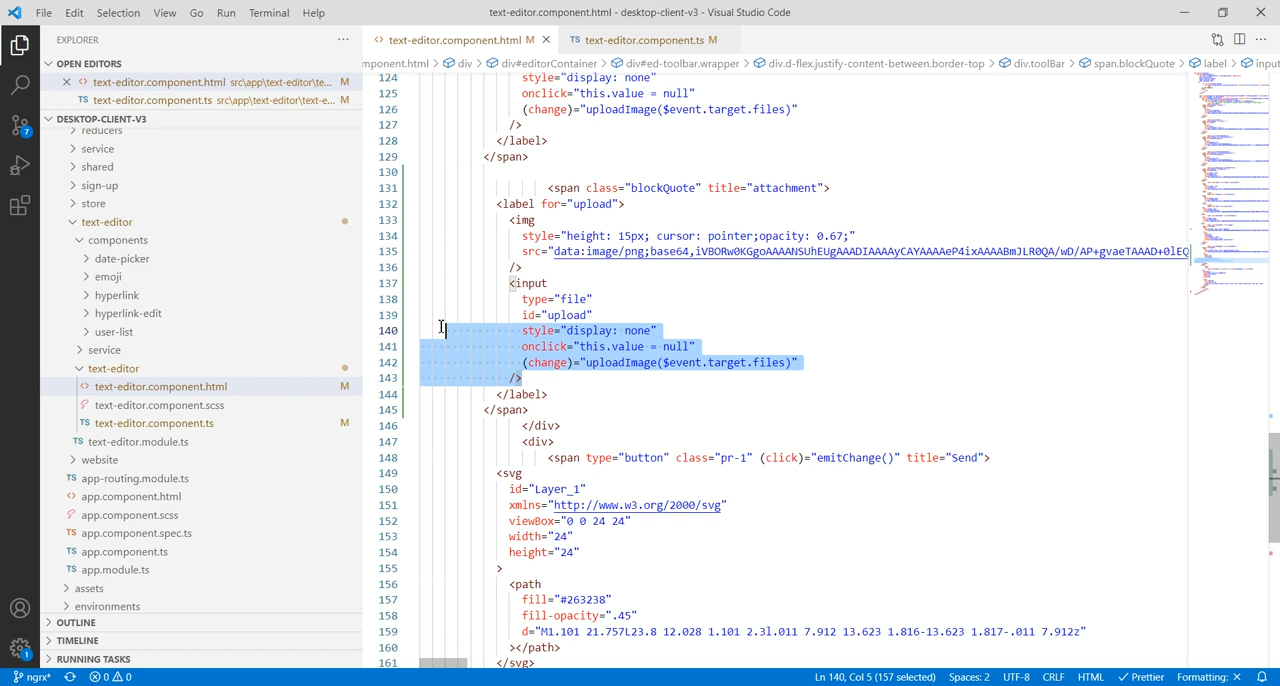 File Edit Selection View Go Run Terminal Help
text-editor.component.html - desktop-client-v3 - Visual Studio Code
EXPLORER
OPEN EDITORS
text-editor.component.html src\app\text-editor\te... M
TS text-editor.component.ts src\app\text-editor\text-e... M
DESKTOP-CLIENT-V3
reducers
service
shared
sign-up
store
text-editor
components
date-picker
emoji
hyperlink
hyperlink-edit
user-list
service
text-editor
text-editor.component.html M
text-editor.component.scss
TS text-editor.component.ts M
TS text-editor.module.ts
website
TS app-routing.module.ts
app.component.html
app.component.scss
TS app.component.spec.ts
TS app.component.ts
TS app.module.ts
assets
environments
OUTLINE
TIMELINE
RUNNING TASKS
7
1
text-editor.component.html M
TS text-editor.component.ts M
mponent.html > div > div#editorContainer > div#ed-toolbar.wrapper > div.d-flex.justify-content-between.border-top > div.toolBar > span.blockQuote > label > input
124 style="display: none"
125 onclick="this.value = null"
126 (change)="uploadImage($event.target.files)"
127 />
128 </label>
129 </span>
130
131 <span class="blockQuote" title="attachment">
132 <label for="upload">
133 <img
134 style="height: 15px; cursor: pointer;opacity: 0.67;"
135 src="data:image/png;base64,iVBORw0KGgoAAAANSUhEUgAAADIAAAAyCAYAAAAeP4ixAAAABmJLR0QA/wD/AP+gvaeTAAAD+0lEQ
136 />
137 <input
138 type="file"
139 id="upload"
140 style="display: none"
141 onclick="this.value = null"
142 (change)="uploadImage($event.target.files)"
143 />
144 </label>
145 </span>
146 </div>
147 <div>
148 <span type="button" class="pr-1" (click)="emitChange()" title="Send">
149 <svg
150 id="Layer_1"
151 xmlns="http://www.w3.org/2000/svg"
152 viewBox="0 0 24 24"
153 width="24"
154 height="24"
155 >
156 <path
157 fill="#263238"
158 fill-opacity=".45"
159 d="M1.101 21.757L23.8 12.028 1.101 2.3l.011 7.912 13.623 1.816-13.623 1.817-.011 7.912z"
160 ></path>
161 </svg>
ngrx* 0 0 Ln 140, Col 5 (157 selected) Spaces: 2 UTF-8 CRLF HTML Prettier Formatting: ×